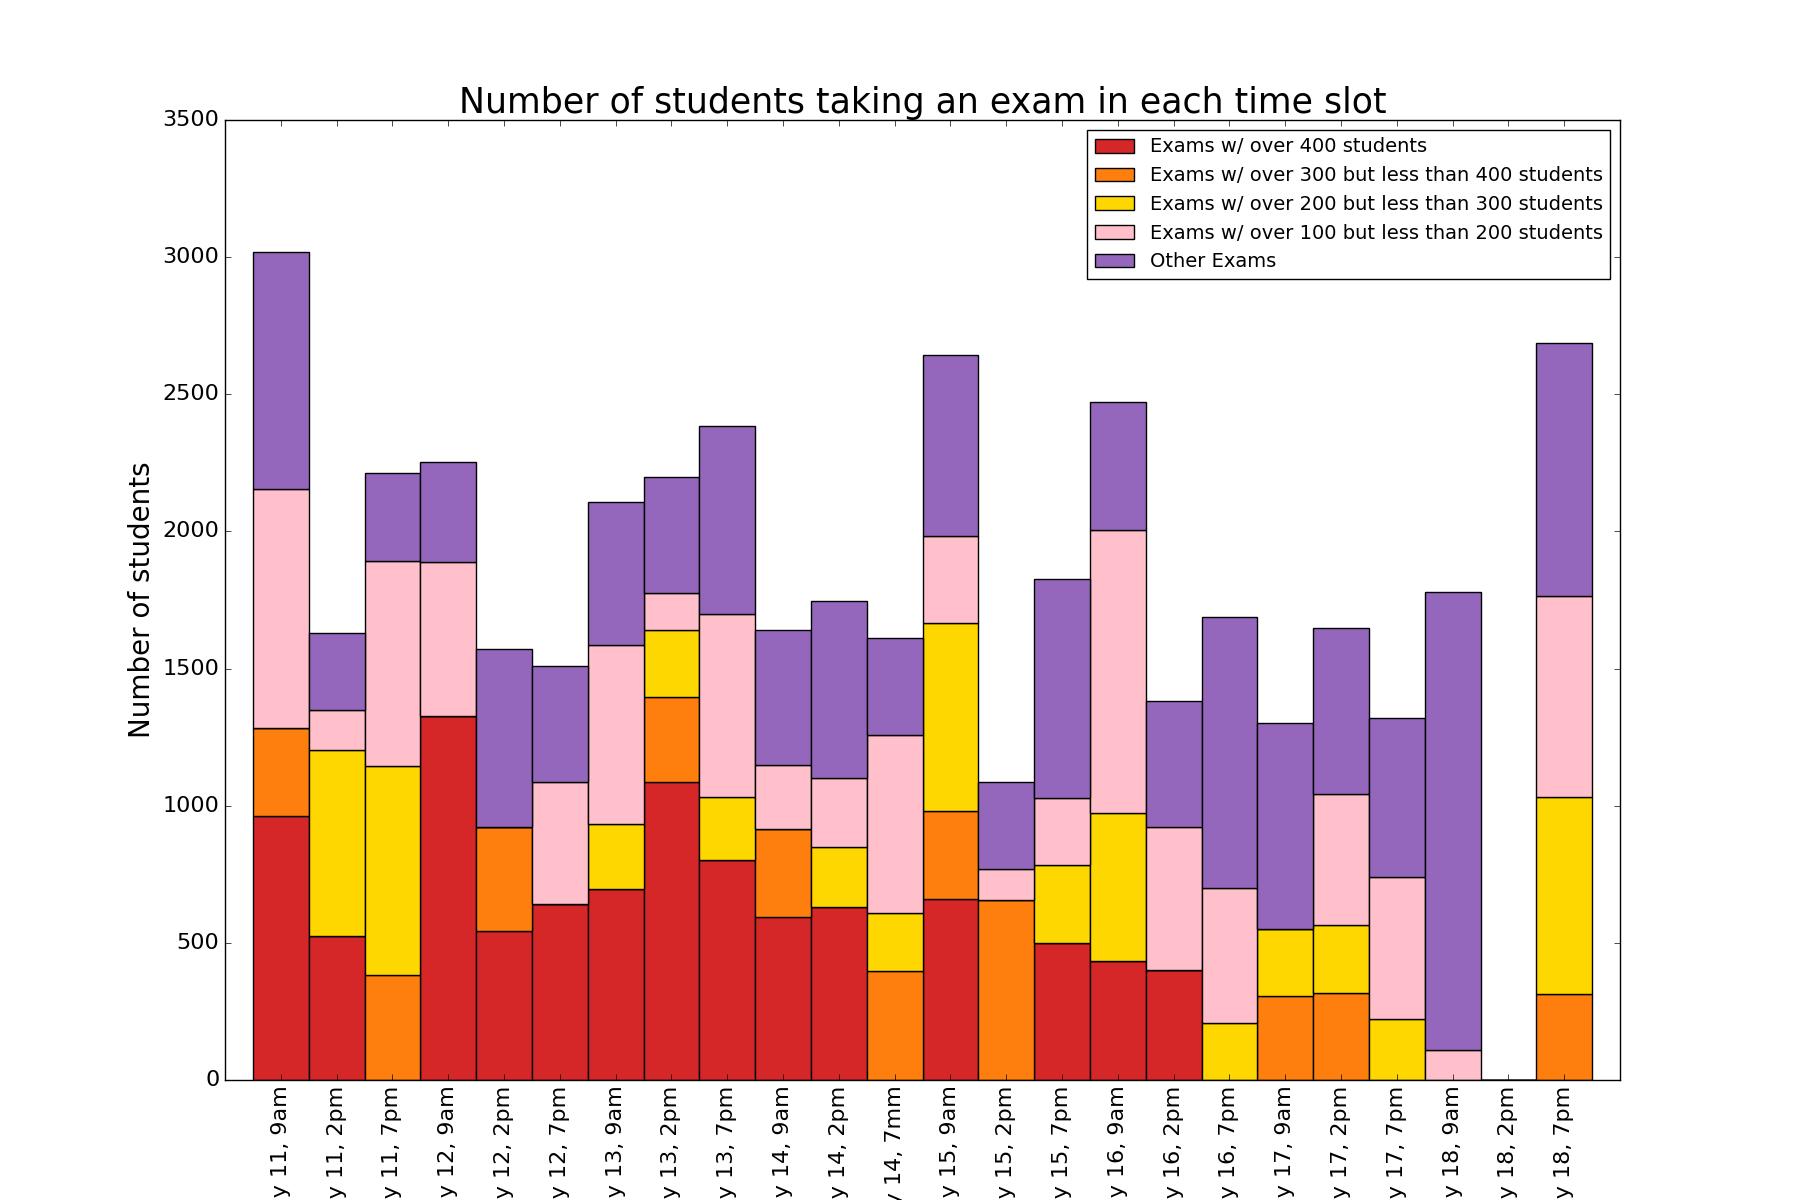 Number of students taking an exam in each time slot
Exams w/ over 400 students
Exams w/ over 300 but less than 400 students
Exams w/ over 200 but less than 300 students
Exams w/ over 100 but less than 200 students
Other Exams
Number of students
3500
3000
2500
2000
1500
1000
500
0
y 11, 9am
y 11, 2pm
y 11, 7pm
y 12, 9am
y 12, 2pm
y 12, 7pm
y 13, 9am
y 13, 2pm
y 13, 7pm
y 14, 9am
y 14, 2pm
y 14, 7mm
y 15, 9am
y 15, 2pm
y 15, 7pm
y 16, 9am
y 16, 2pm
y 16, 7pm
y 17, 9am
y 17, 2pm
y 17, 7pm
y 18, 9am
y 18, 2pm
y 18, 7pm